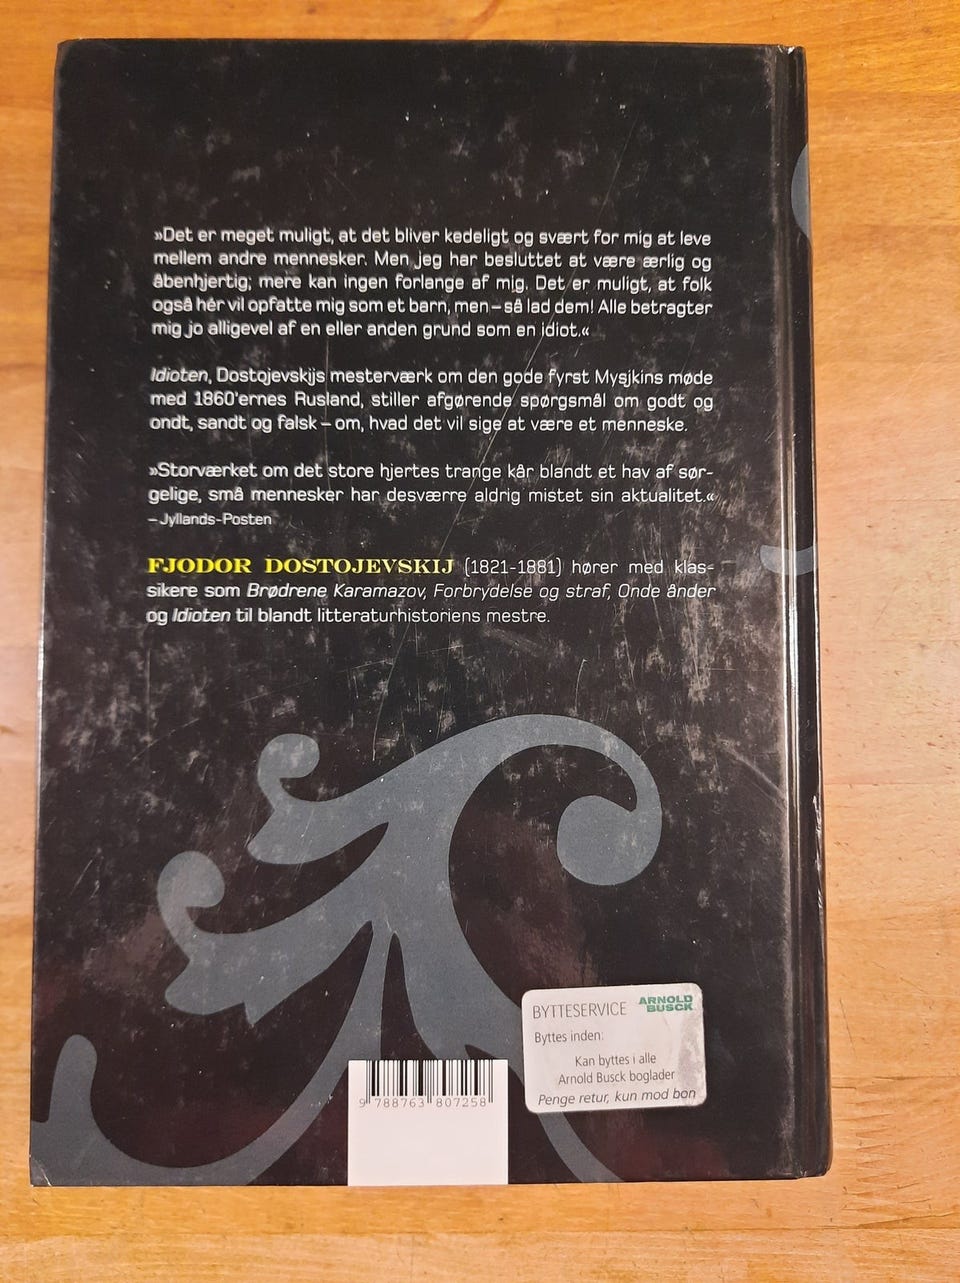 »Det er meget muligt, at det bliver kedeligt og svært for mig at leve
mellem andre mennesker. Men jeg har besluttet at være ærlig og
åbenhjertig; mere kan ingen forlange af mig. Det er muligt, at folk
også hér vil opfatte mig som et barn, men – så lad dem! Alle betragter
mig jo alligevel af en eller anden grund som en idiot.«
Idioten, Dostojevskijs mesterværk om den gode fyrst Mysjkins møde
med 1860'ernes Rusland, stiller afgørende spørgsmål om godt og
ondt, sandt og falsk – om, hvad det vil sige at være et menneske.
»Storværket om det store hjertes trange kår blandt et hav af sør-
gelige, små mennesker har desværre aldrig mistet sin aktualitet.«
– Jyllands-Posten
FJODOR DOSTOJEVSKIJ (1821-1881) hører med klas-
sikere som Brødrene Karamazov, Forbrydelse og straf, Onde ånder
og Idioten til blandt litteraturhistoriens mestre.
BYTTESERVICE ARNOLD
BUSCK
Byttes inden:
Kan byttes i alle
Arnold Busck boglader
Penge retur, kun mod bon
9 788763 807258